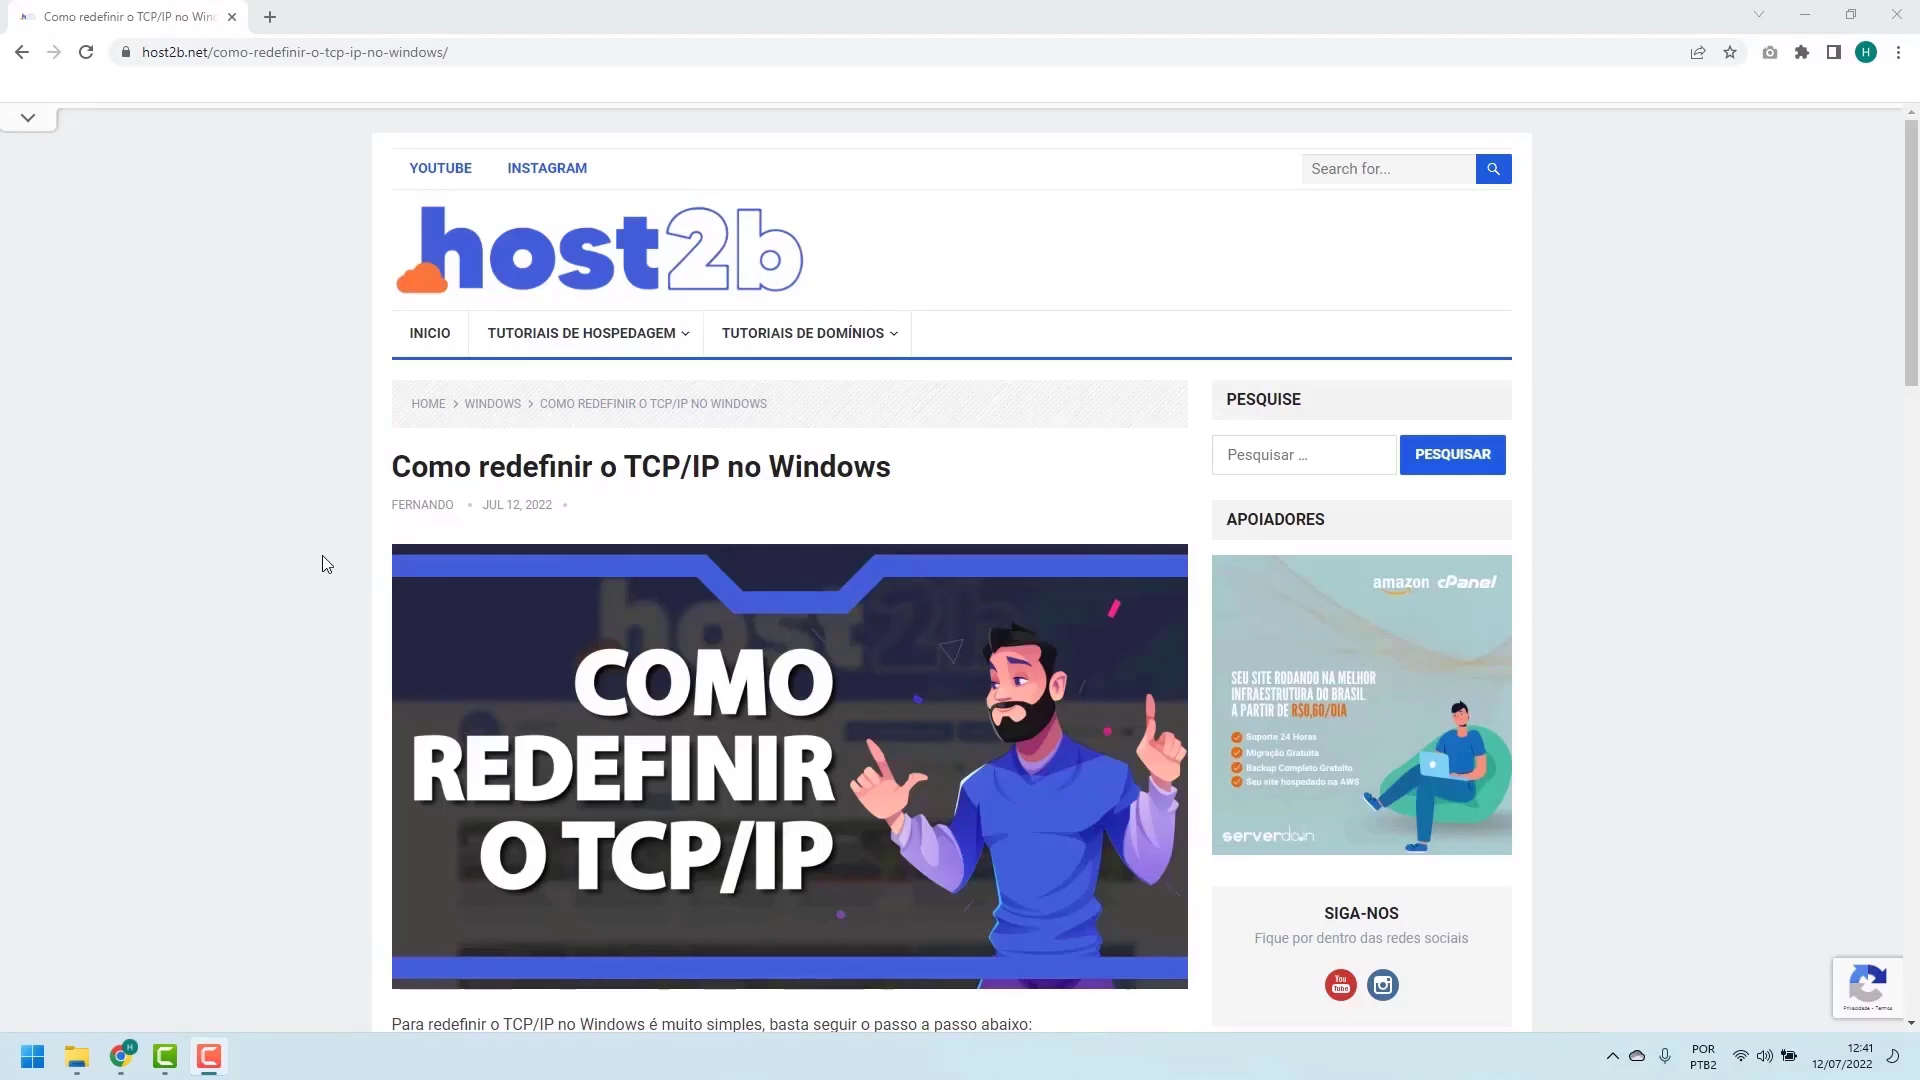 Como redefinir o TCP/IP no Wind
host2b.net/como-redefinir-o-tcp-ip-no-windows/
H
YOUTUBE INSTAGRAM
Search for...
host2b
INICIO TUTORIAIS DE HOSPEDAGEM TUTORIAIS DE DOMÍNIOS
HOME > WINDOWS > COMO REDEFINIR O TCP/IP NO WINDOWS
Como redefinir o TCP/IP no Windows
FERNANDO • JUL 12, 2022 •
COMO
REDEFINIR
O TCP/IP
Para redefinir o TCP/IP no Windows é muito simples, basta seguir o passo a passo abaixo:
PESQUISE
Pesquisar … PESQUISAR
APOIADORES
amazon cPanel
SEU SITE RODANDO NA MELHOR
INFRAESTRUTURA DO BRASIL
A PARTIR DE R$0,60/DIA
Suporte 24 Horas
Migração Gratuita
Backup Completo Gratuito
Seu site hospedado na AWS
serverdo.in
SIGA-NOS
Fique por dentro das redes sociais
You
Tube
Privacidade - Termos
H
POR
PTB2
12:41
12/07/2022